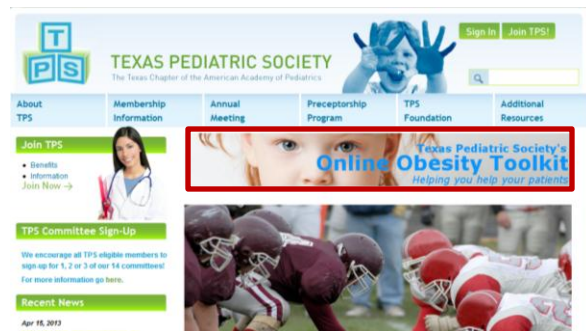 T
P S
TEXAS PEDIATRIC SOCIETY
The Texas Chapter of the American Academy of Pediatrics
Sign In Join TPS!
About TPS
Membership Information
Annual Meeting
Preceptorship Program
TPS Foundation
Additional Resources
Join TPS
Benefits
Information
Join Now →
Texas Pediatric Society's
Online Obesity Toolkit
Helping you help your patients
TPS Committee Sign-Up
We encourage all TPS eligible members to
sign-up for 1, 2 or 3 of our 14 committees!
For more information go here.
Recent News
Apr 15, 2013